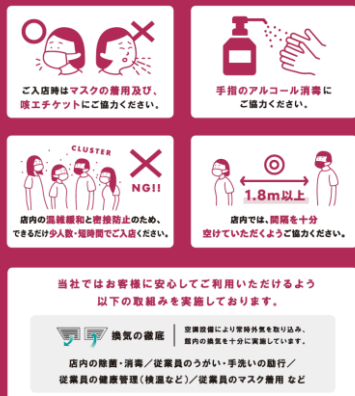 ご入店時はマスクの着用及び、
咳エチケットにご協力ください。
手指のアルコール消毒に
ご協力ください。
CLUSTER
NG!!
店内の混雑緩和と密接防止のため、
できるだけ少人数・短時間でご入店ください。
1.8m以上
店内では、間隔を十分
空けていただくようご協力ください。
当社ではお客様に安心してご利用いただけるよう
以下の取組みを実施しております。
換気の徹底
空調設備により常時外気を取り込み、
館内の換気を十分に実施しています。
店内の除菌・消毒／従業員のうがい・手洗いの励行／
従業員の健康管理（検温など）／従業員のマスク着用 など